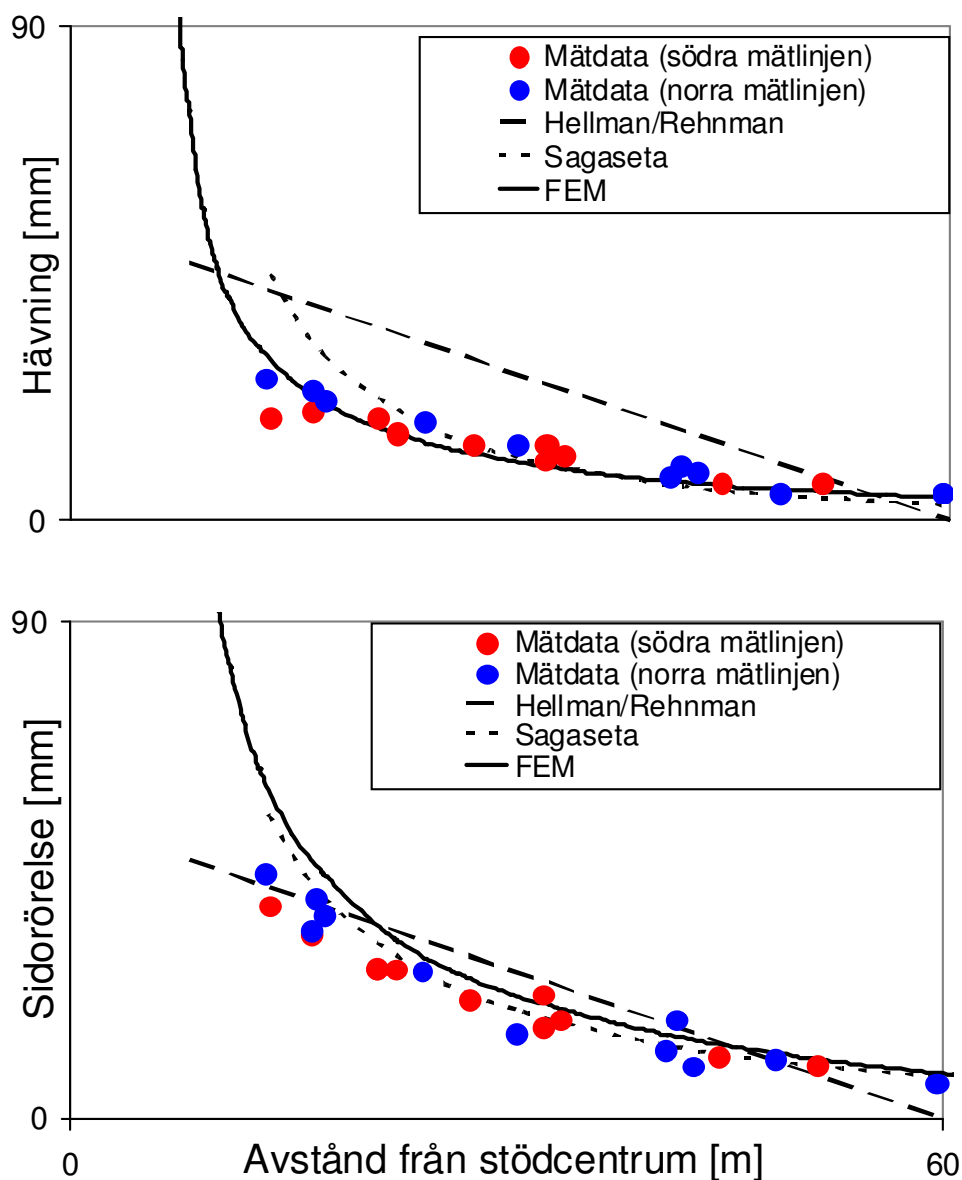 90
Mätdata (södra mätlinjen)
Mätdata (norra mätlinjen)
Hellman/Rehnman
Sagaseta
FEM
Hävning [mm]
0
90
Mätdata (södra mätlinjen)
Mätdata (norra mätlinjen)
Hellman/Rehnman
Sagaseta
FEM
Sidorörelse [mm]
0
0
Avstånd från stödcentrum [m]
60